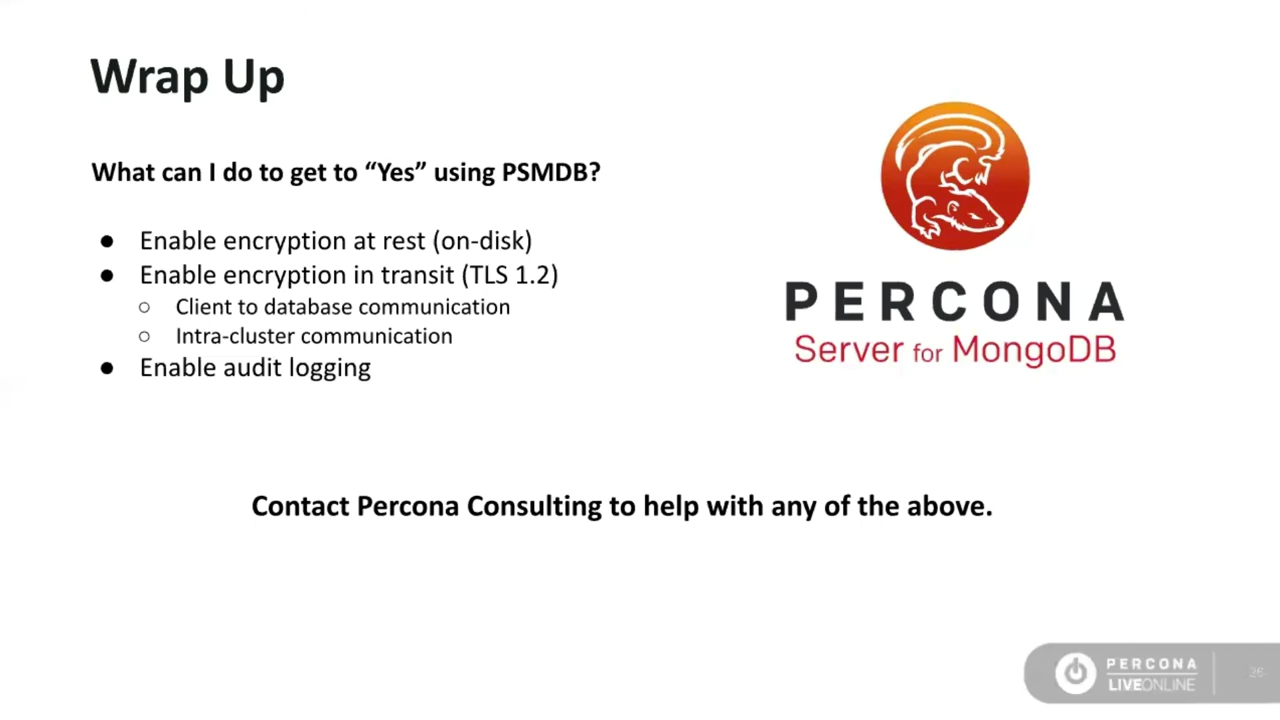 Wrap Up
What can I do to get to “Yes” using PSMDB?
● Enable encryption at rest (on-disk)
● Enable encryption in transit (TLS 1.2)
○ Client to database communication
○ Intra-cluster communication
● Enable audit logging
PERCONA
Server for MongoDB
Contact Percona Consulting to help with any of the above.
PERCONA
LIVEONLINE
26